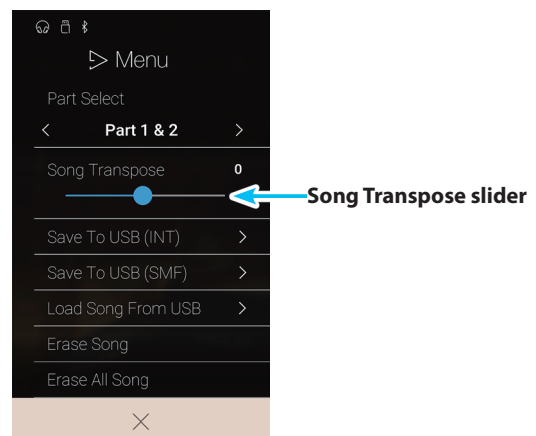 Menu
Part Select
Part 1 & 2
Song Transpose 0
Song Transpose slider
Save To USB (INT)
Save To USB (SMF)
Load Song From USB
Erase Song
Erase All Song